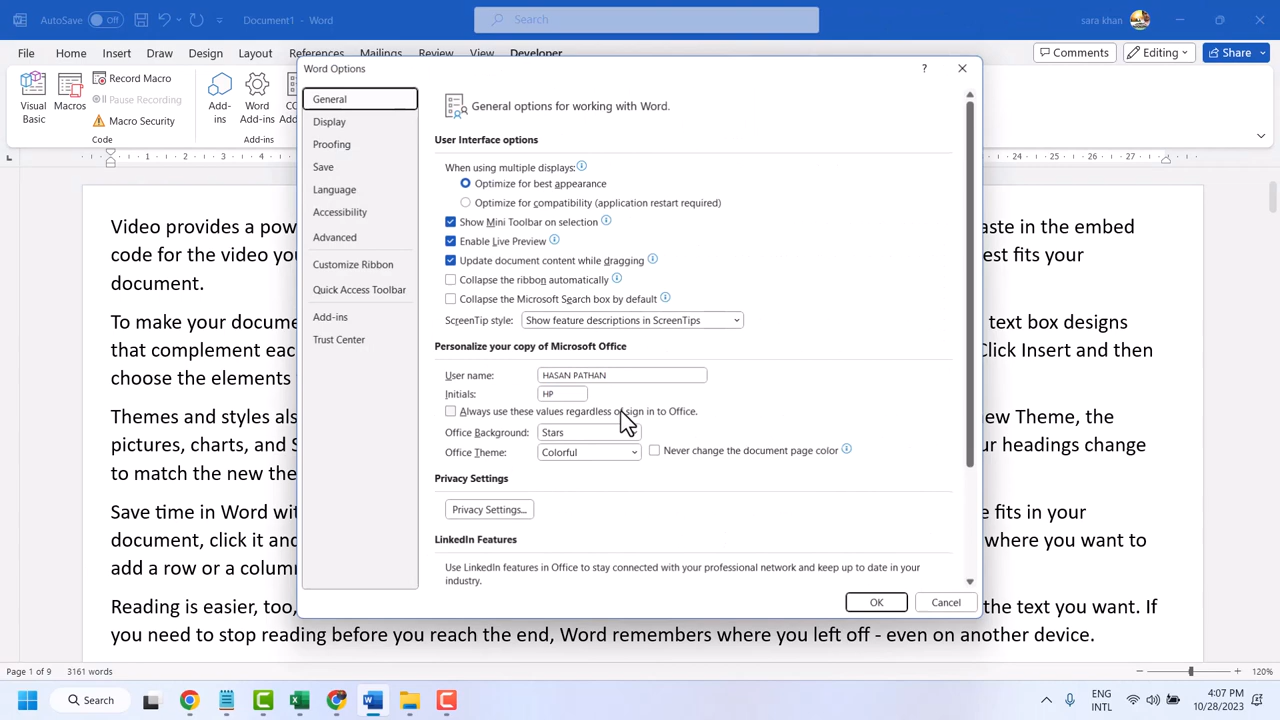 AutoSave Off Document1 - Word Search sara khan
File Home Insert Draw Design Layout References Mailings Review View Developer Comments Editing Share
Visual Basic
Macros
Record Macro
Pause Recording
Macro Security
Code
Add-ins
Word Add-ins
Add-ins
1 2 3 4 24 25 26 27
Word Options ?
General
Display
Proofing
Save
Language
Accessibility
Advanced
Customize Ribbon
Quick Access Toolbar
Add-ins
Trust Center
General options for working with Word.
User Interface options
When using multiple displays:
Optimize for best appearance
Optimize for compatibility (application restart required)
Show Mini Toolbar on selection
Enable Live Preview
Update document content while dragging
Collapse the ribbon automatically
Collapse the Microsoft Search box by default
ScreenTip style: Show feature descriptions in ScreenTips
Personalize your copy of Microsoft Office
User name: HASAN PATHAN
Initials: HP
Always use these values regardless of sign in to Office.
Office Background: Stars
Office Theme: Colorful Never change the document page color
Privacy Settings
Privacy Settings...
LinkedIn Features
Use LinkedIn features in Office to stay connected with your professional network and keep up to date in your
industry.
OK Cancel
Video provides a in the embed
code for the video fits your
document.
To make your text box designs
that complement Click Insert and then
choose the elements
Themes and styles Theme, the
pictures, charts, and headings change
to match the new
Save time in Word fits in your
document, click it and where you want to
add a row or a
Reading is easier, too, the text you want. If
you need to stop reading before you reach the end, Word remembers where you left off - even on another device.
Page 1 of 9 3161 words 120%
Search ENG INTL 4:07 PM 10/28/2023